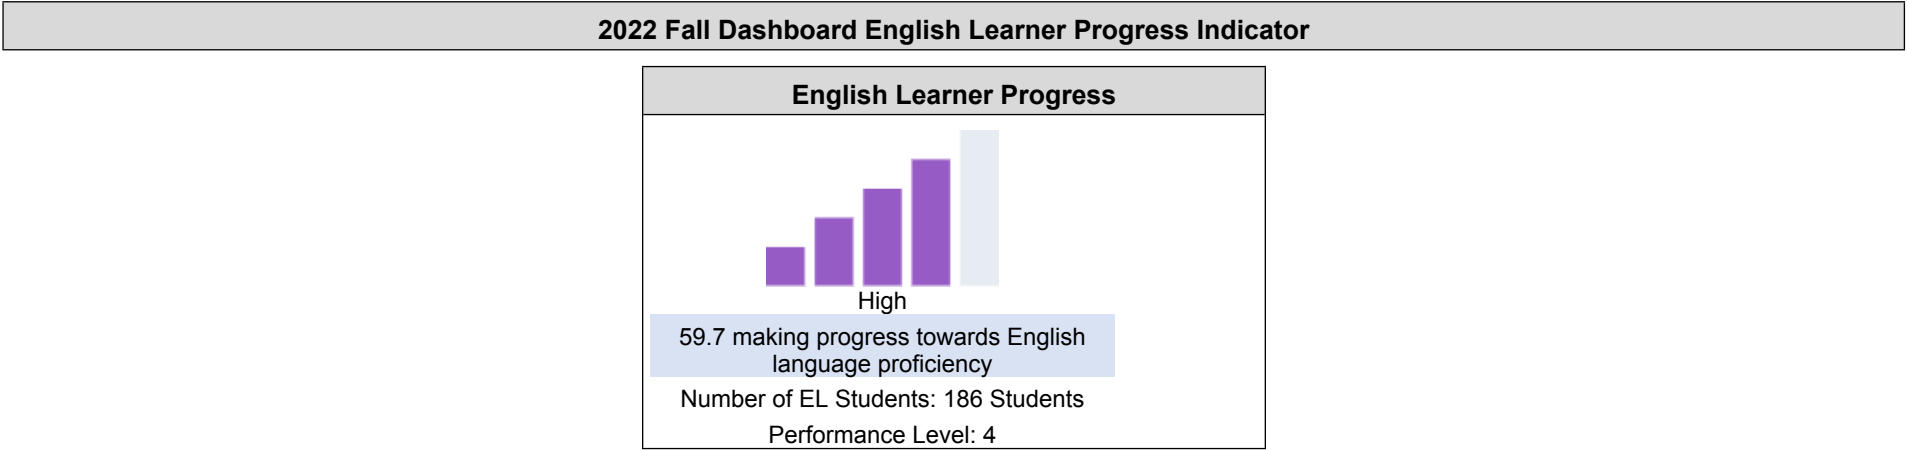 2022 Fall Dashboard English Learner Progress Indicator
English Learner Progress
High
59.7 making progress towards English
language proficiency
Number of EL Students: 186 Students
Performance Level: 4